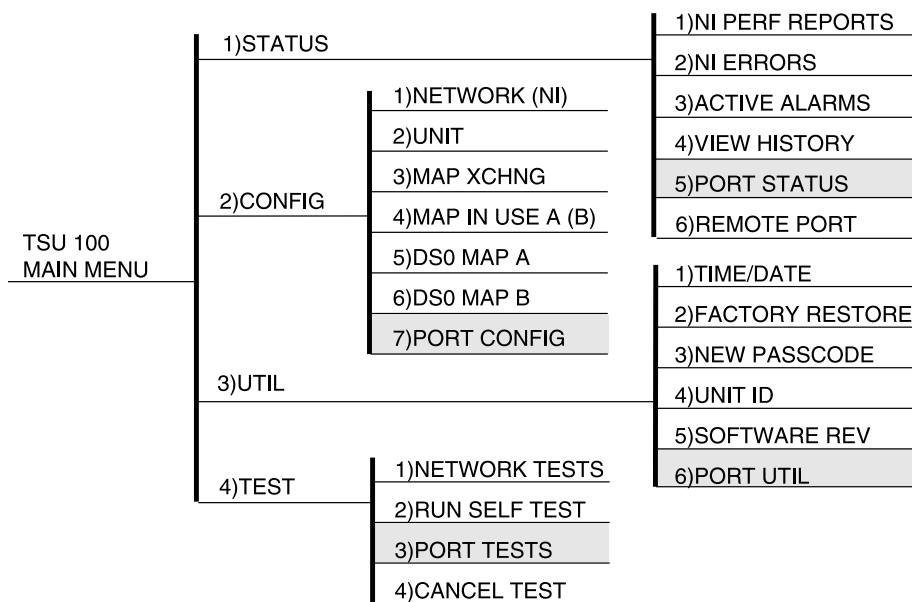 TSU 100
MAIN MENU
1)STATUS
1)NI PERF REPORTS
2)NI ERRORS
3)ACTIVE ALARMS
4)VIEW HISTORY
5)PORT STATUS
6)REMOTE PORT
2)CONFIG
1)NETWORK (NI)
2)UNIT
3)MAP XCHNG
4)MAP IN USE A (B)
5)DS0 MAP A
6)DS0 MAP B
7)PORT CONFIG
3)UTIL
1)TIME/DATE
2)FACTORY RESTORE
3)NEW PASSCODE
4)UNIT ID
5)SOFTWARE REV
6)PORT UTIL
4)TEST
1)NETWORK TESTS
2)RUN SELF TEST
3)PORT TESTS
4)CANCEL TEST